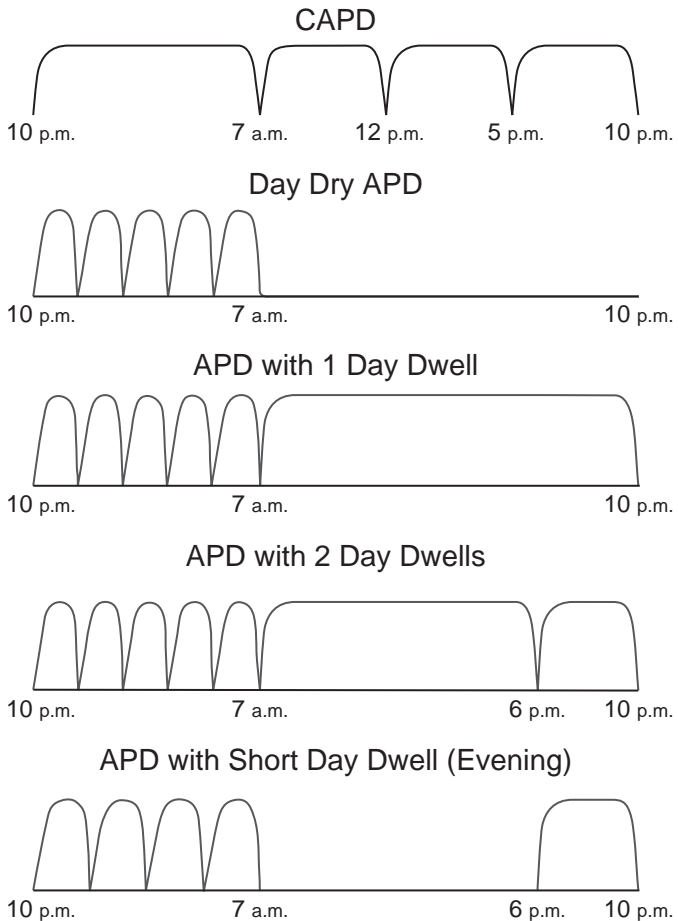 CAPD
10 p.m. 7 a.m. 12 p.m. 5 p.m. 10 p.m.
Day Dry APD
10 p.m. 7 a.m. 10 p.m.
APD with 1 Day Dwell
10 p.m. 7 a.m. 10 p.m.
APD with 2 Day Dwells
10 p.m. 7 a.m. 6 p.m. 10 p.m.
APD with Short Day Dwell (Evening)
10 p.m. 7 a.m. 6 p.m. 10 p.m.